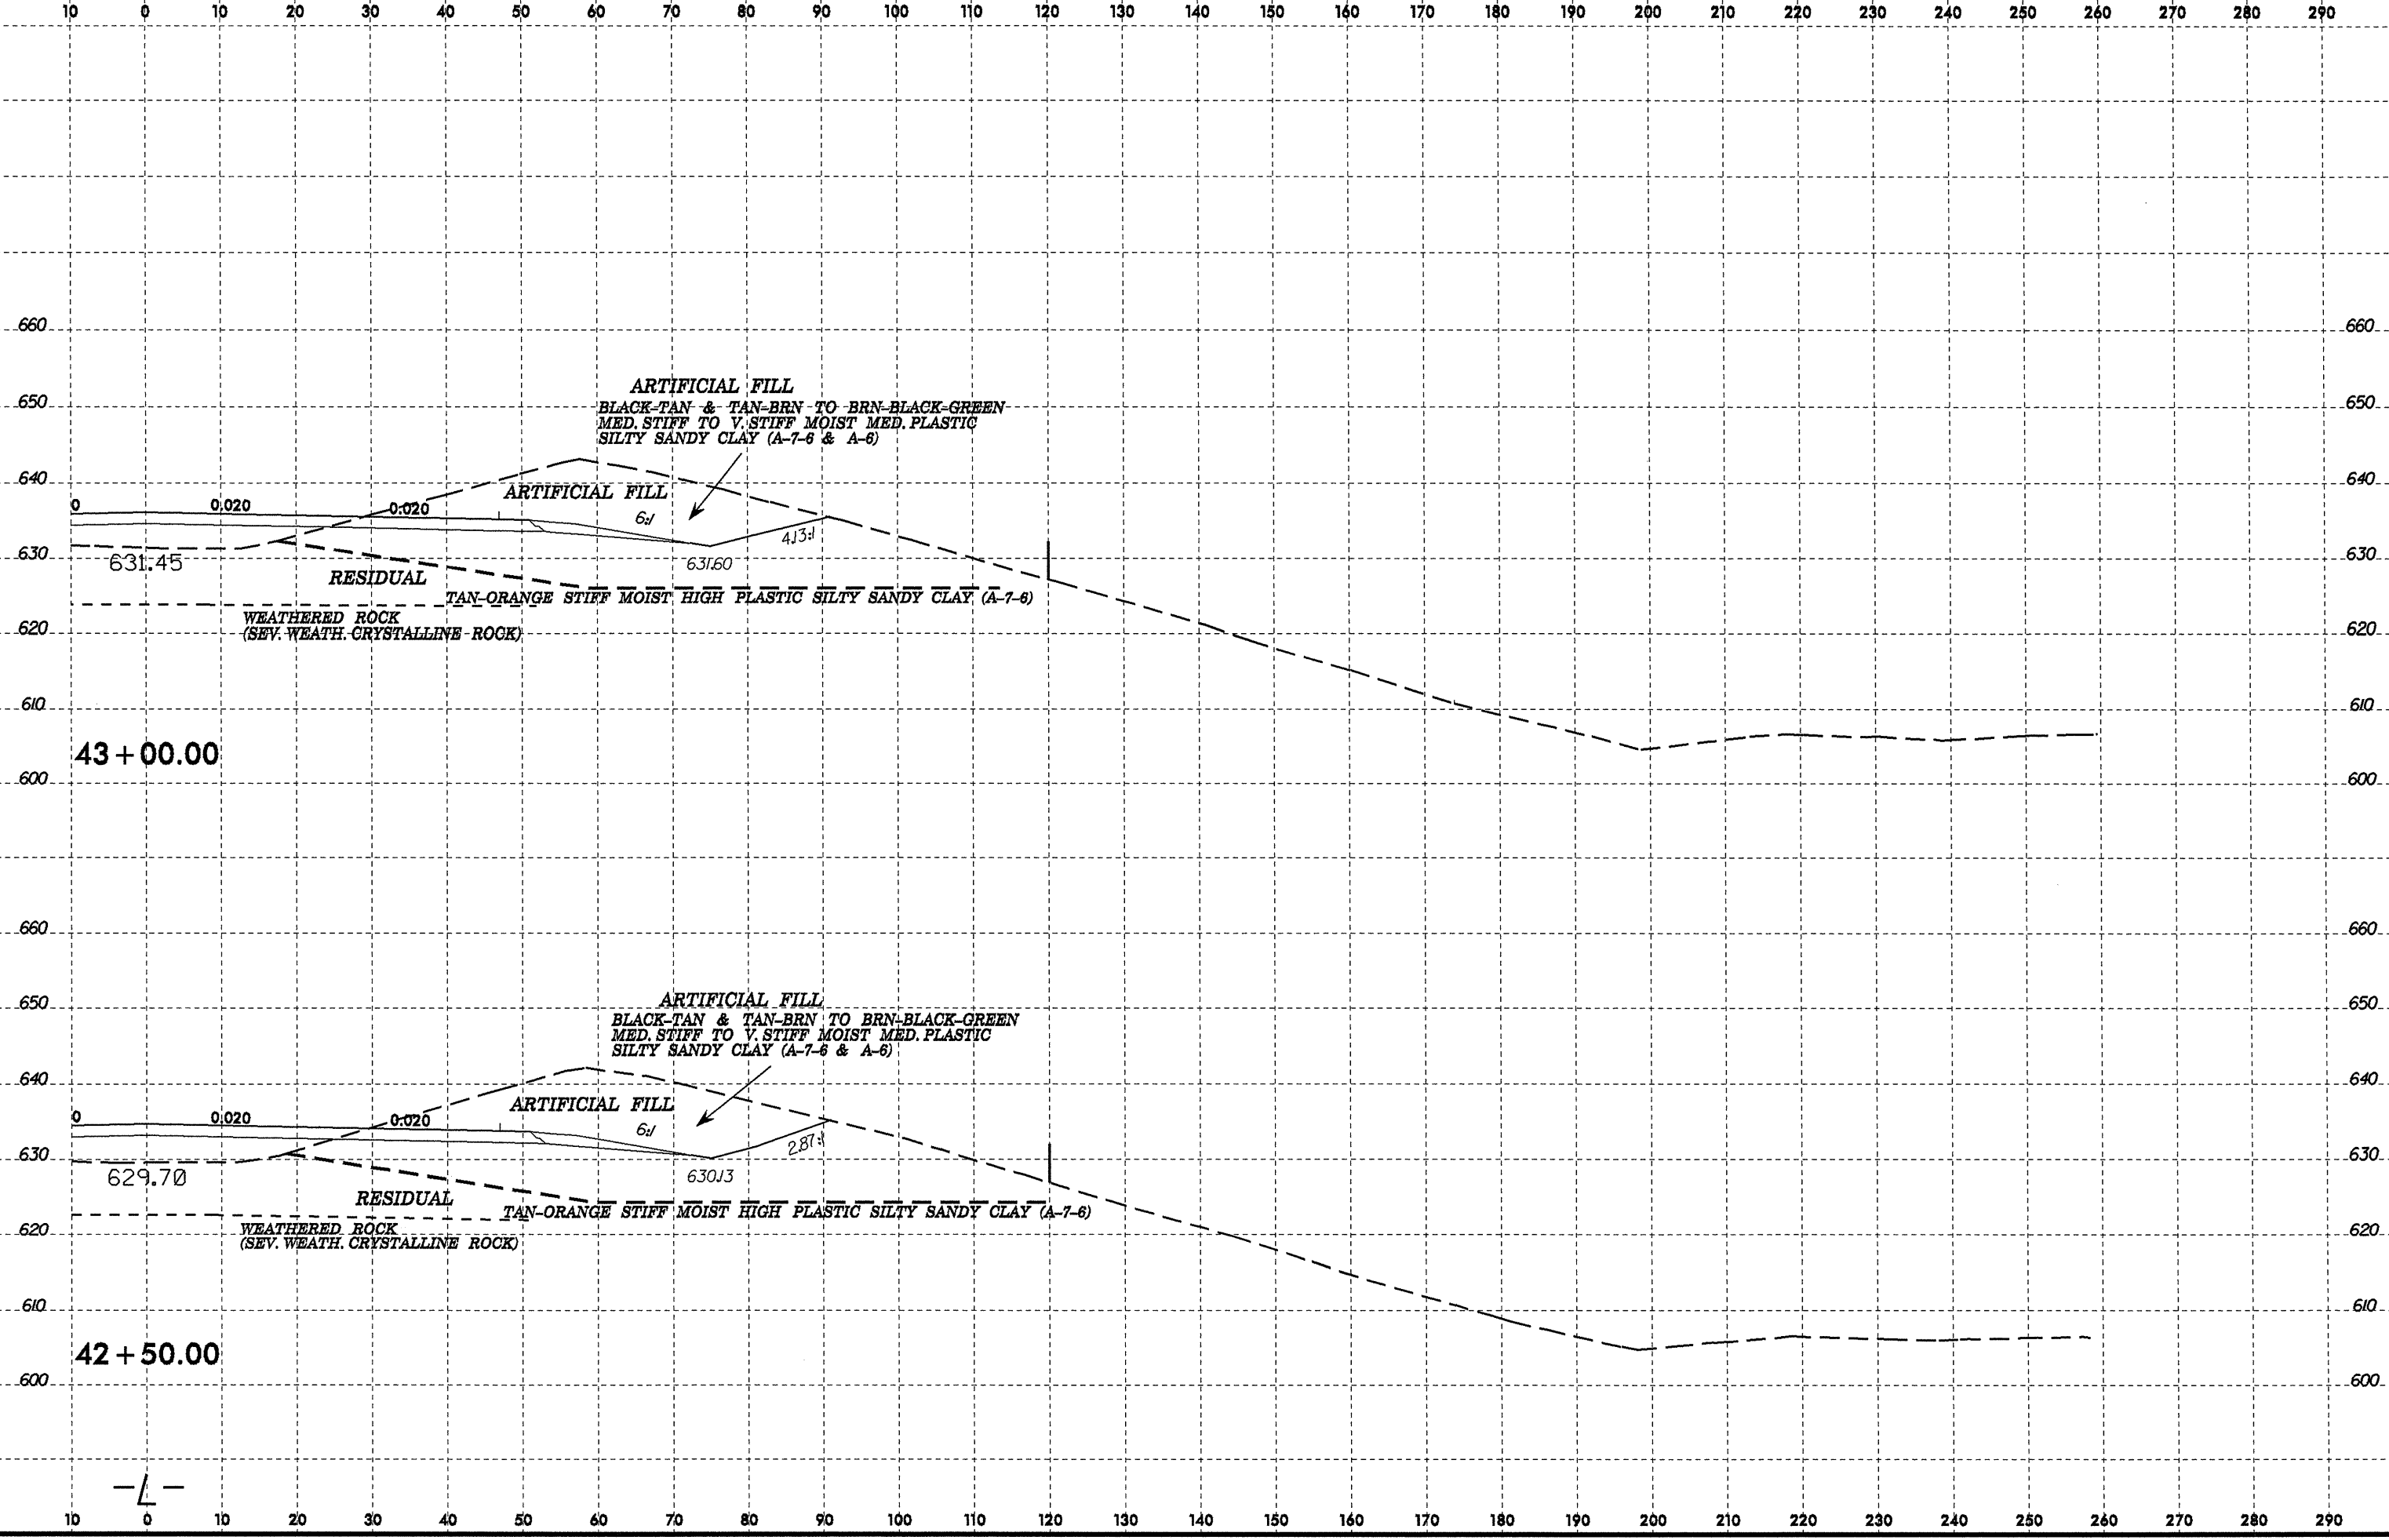 10 0 10 20 30 40 50 60 70 80 90 100 110 120 130 140 150 160 170 180 190 200 210 220 230 240 250 260 270 280 290
660 660
ARTIFICIAL FILL
650 650
BLACK-TAN & TAN-BRN TO BRN-BLACK-GREEN
MED. STIFF TO V. STIFF MOIST MED. PLASTIC
SILTY SANDY CLAY (A-7-6 & A-6)
640 640
ARTIFICIAL FILL
0 0.020 0.020
6:1
4.13:1
630 630
631.45
631.60
RESIDUAL
TAN-ORANGE STIFF MOIST HIGH PLASTIC SILTY SANDY CLAY (A-7-6)
WEATHERED ROCK
(SEV. WEATH. CRYSTALLINE ROCK)
620 620
610 610
43+00.00
600 600
660 660
ARTIFICIAL FILL
650 650
BLACK-TAN & TAN-BRN TO BRN-BLACK-GREEN
MED. STIFF TO V. STIFF MOIST MED. PLASTIC
SILTY SANDY CLAY (A-7-6 & A-6)
640 640
ARTIFICIAL FILL
0 0.020 0.020
6:1
2.87:1
630 630
629.70
630.13
RESIDUAL
TAN-ORANGE STIFF MOIST HIGH PLASTIC SILTY SANDY CLAY (A-7-6)
WEATHERED ROCK
(SEV. WEATH. CRYSTALLINE ROCK)
620 620
610 610
42+50.00
600 600
-L-
10 0 10 20 30 40 50 60 70 80 90 100 110 120 130 140 150 160 170 180 190 200 210 220 230 240 250 260 270 280 290